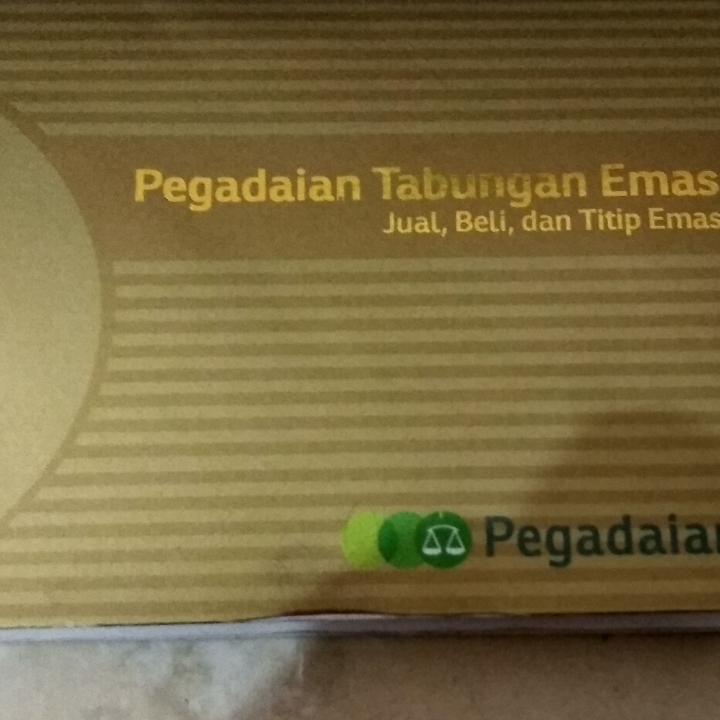 Pegadaian Tabungan Emas
Jual, Beli, dan Titip Emas
Pegadaian